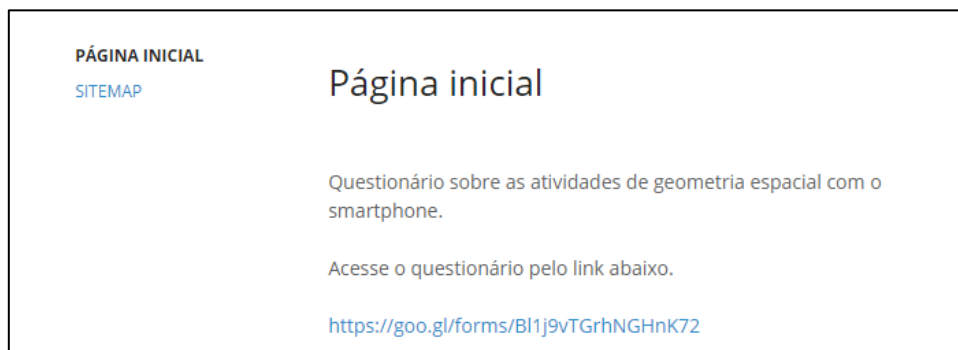 PÁGINA INICIAL
SITEMAP
Página inicial
Questionário sobre as atividades de geometria espacial com o
smartphone.
Acesse o questionário pelo link abaixo.
https://goo.gl/forms/Bl1j9vTGrhNGHnK72